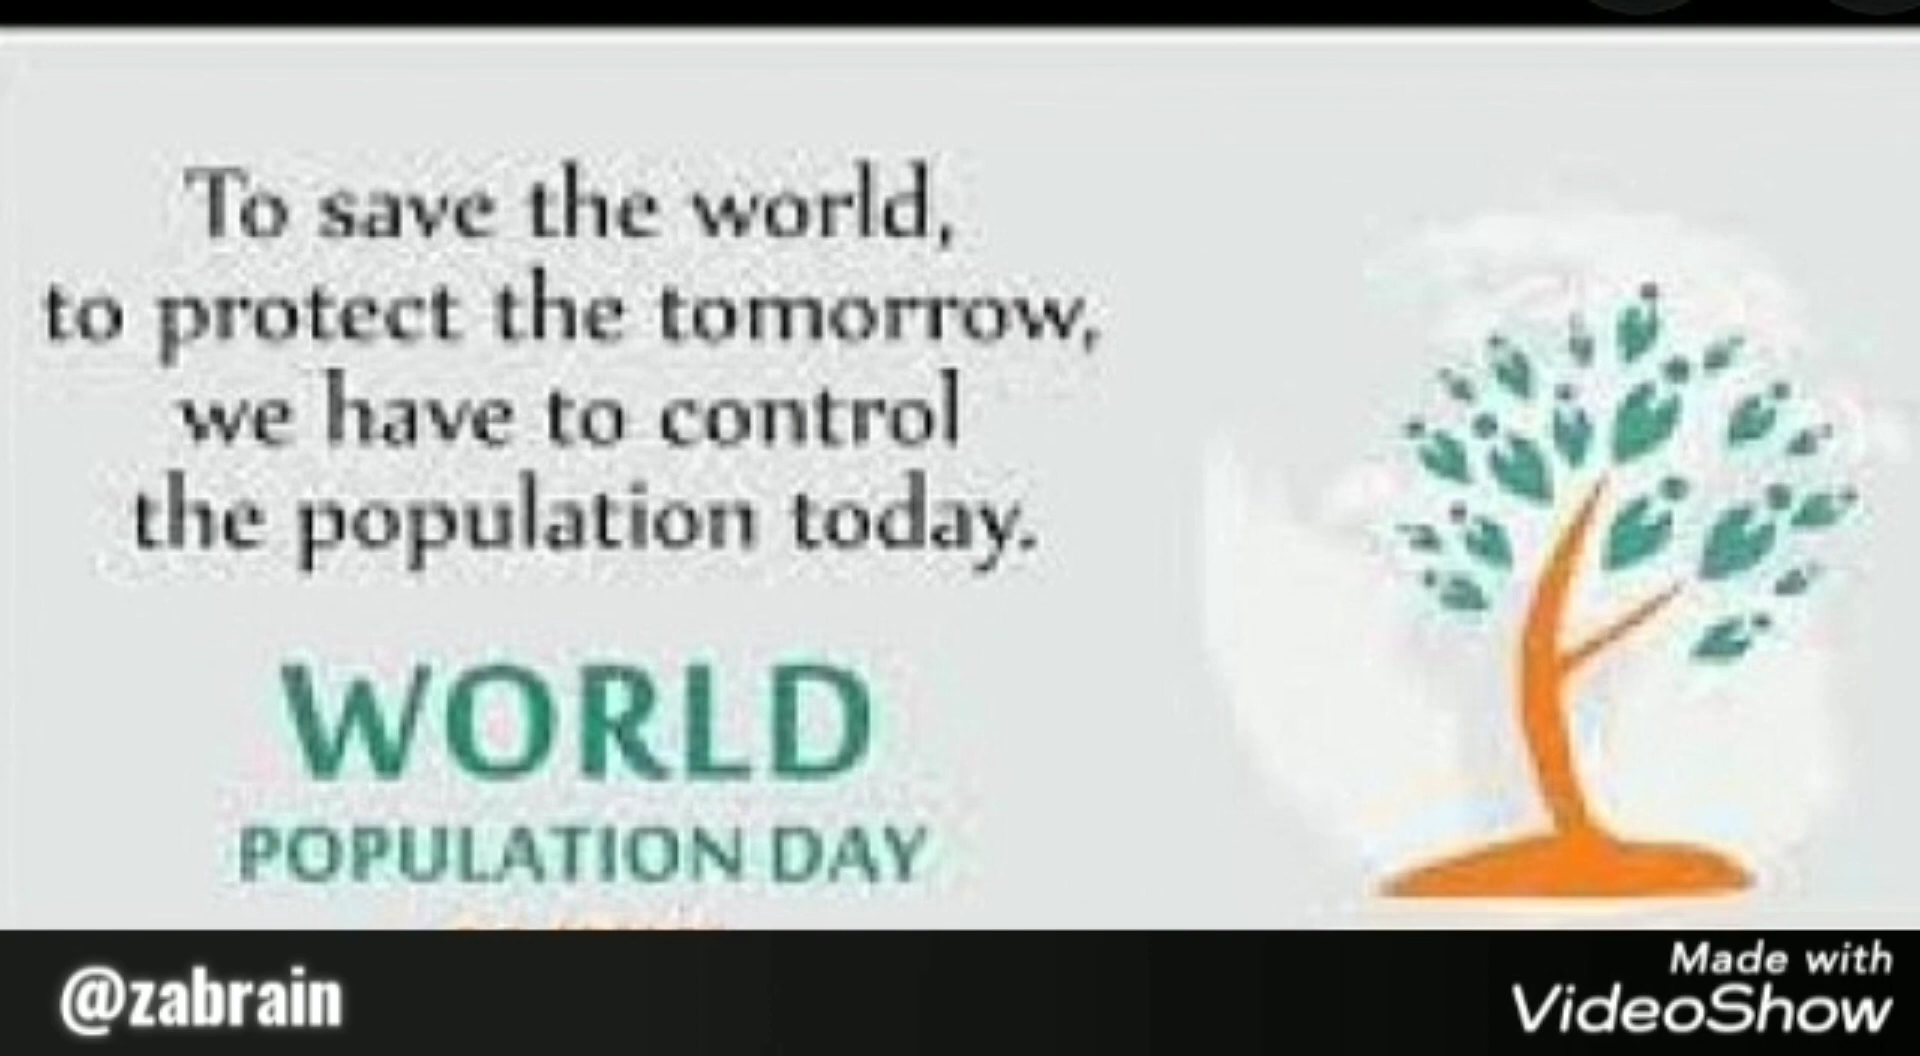 To save the world,
to protect the tomorrow,
we have to control
the population today.
WORLD
POPULATION DAY
@zabrain
Made with
VideoShow